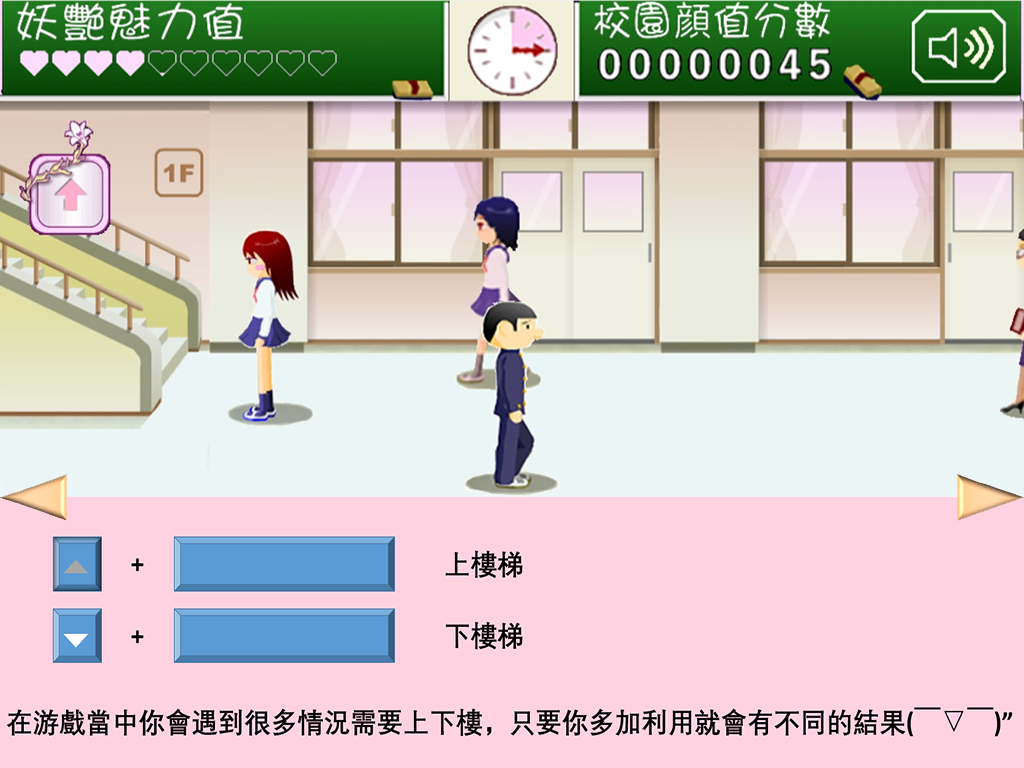 妖艷魅力值
校園顏值分數
00000045
1F
+ 上樓梯
+ 下樓梯
在游戲當中你會遇到很多情況需要上下樓，只要你多加利用就會有不同的結果(￣▽￣)”